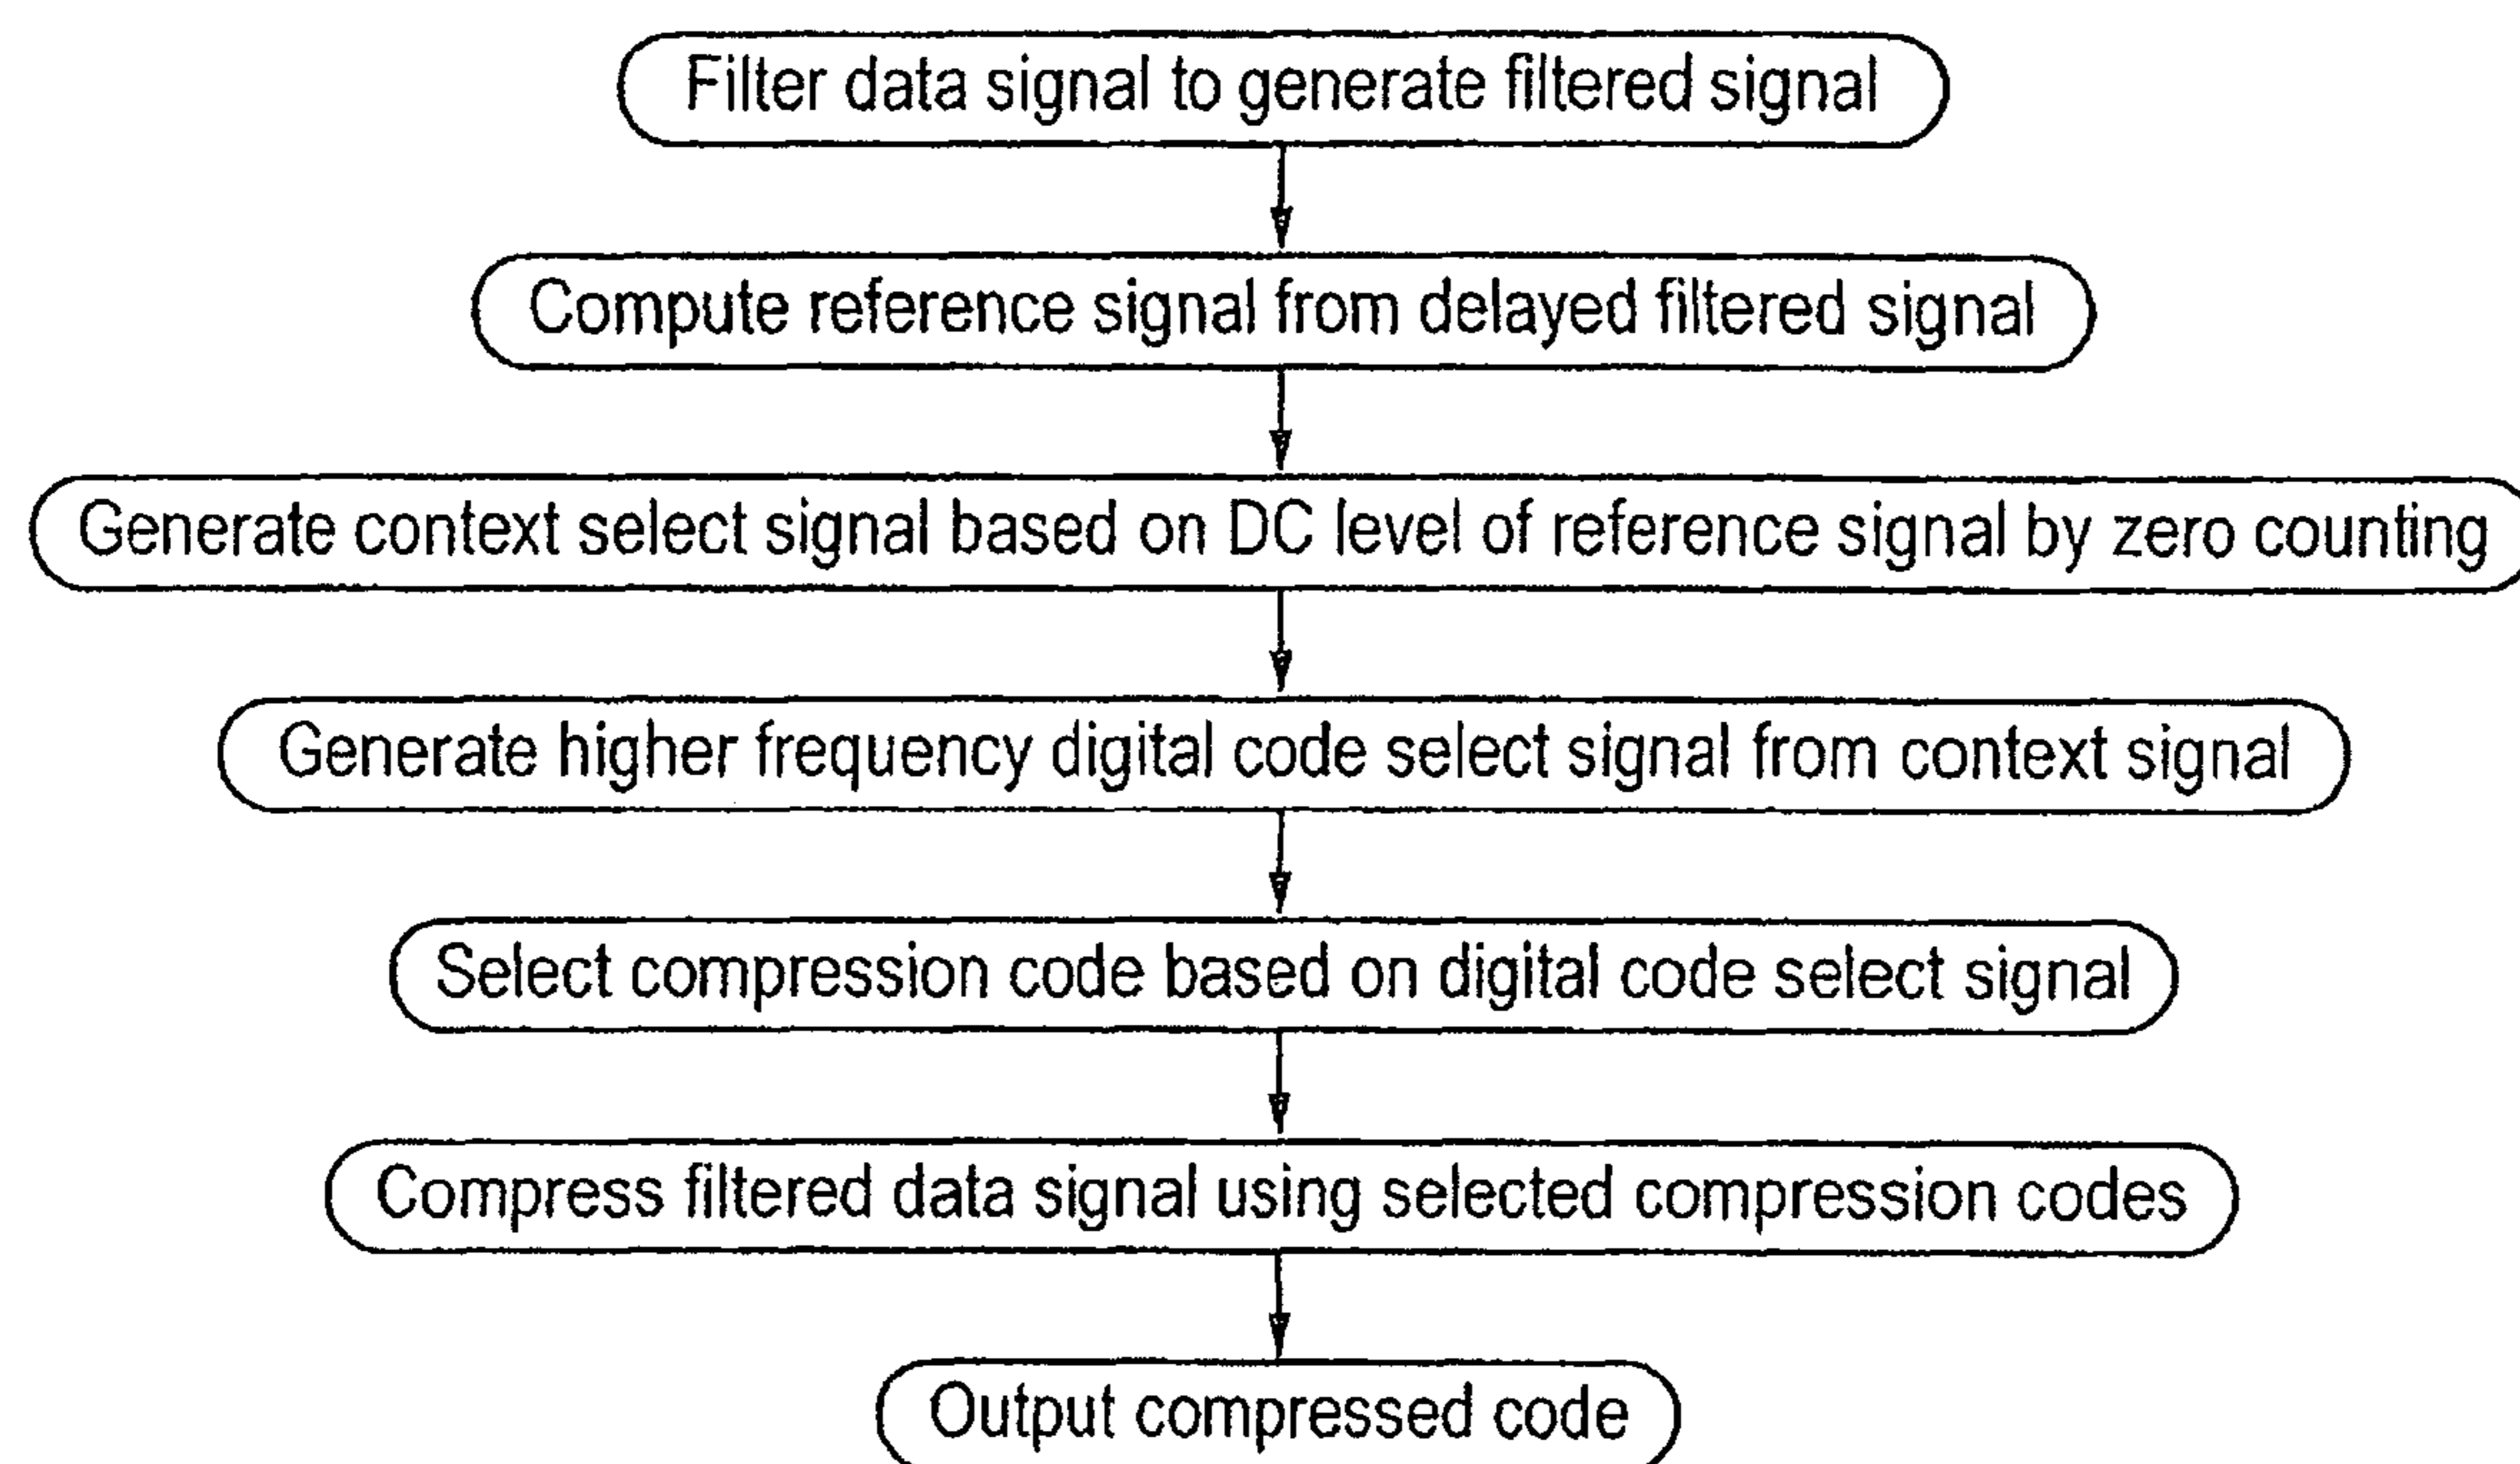 Filter data signal to generate filtered signal
Compute reference signal from delayed filtered signal
Generate context select signal based on DC level of reference signal by zero counting
Generate higher frequency digital code select signal from context signal
Select compression code based on digital code select signal
Compress filtered data signal using selected compression codes
Output compressed code